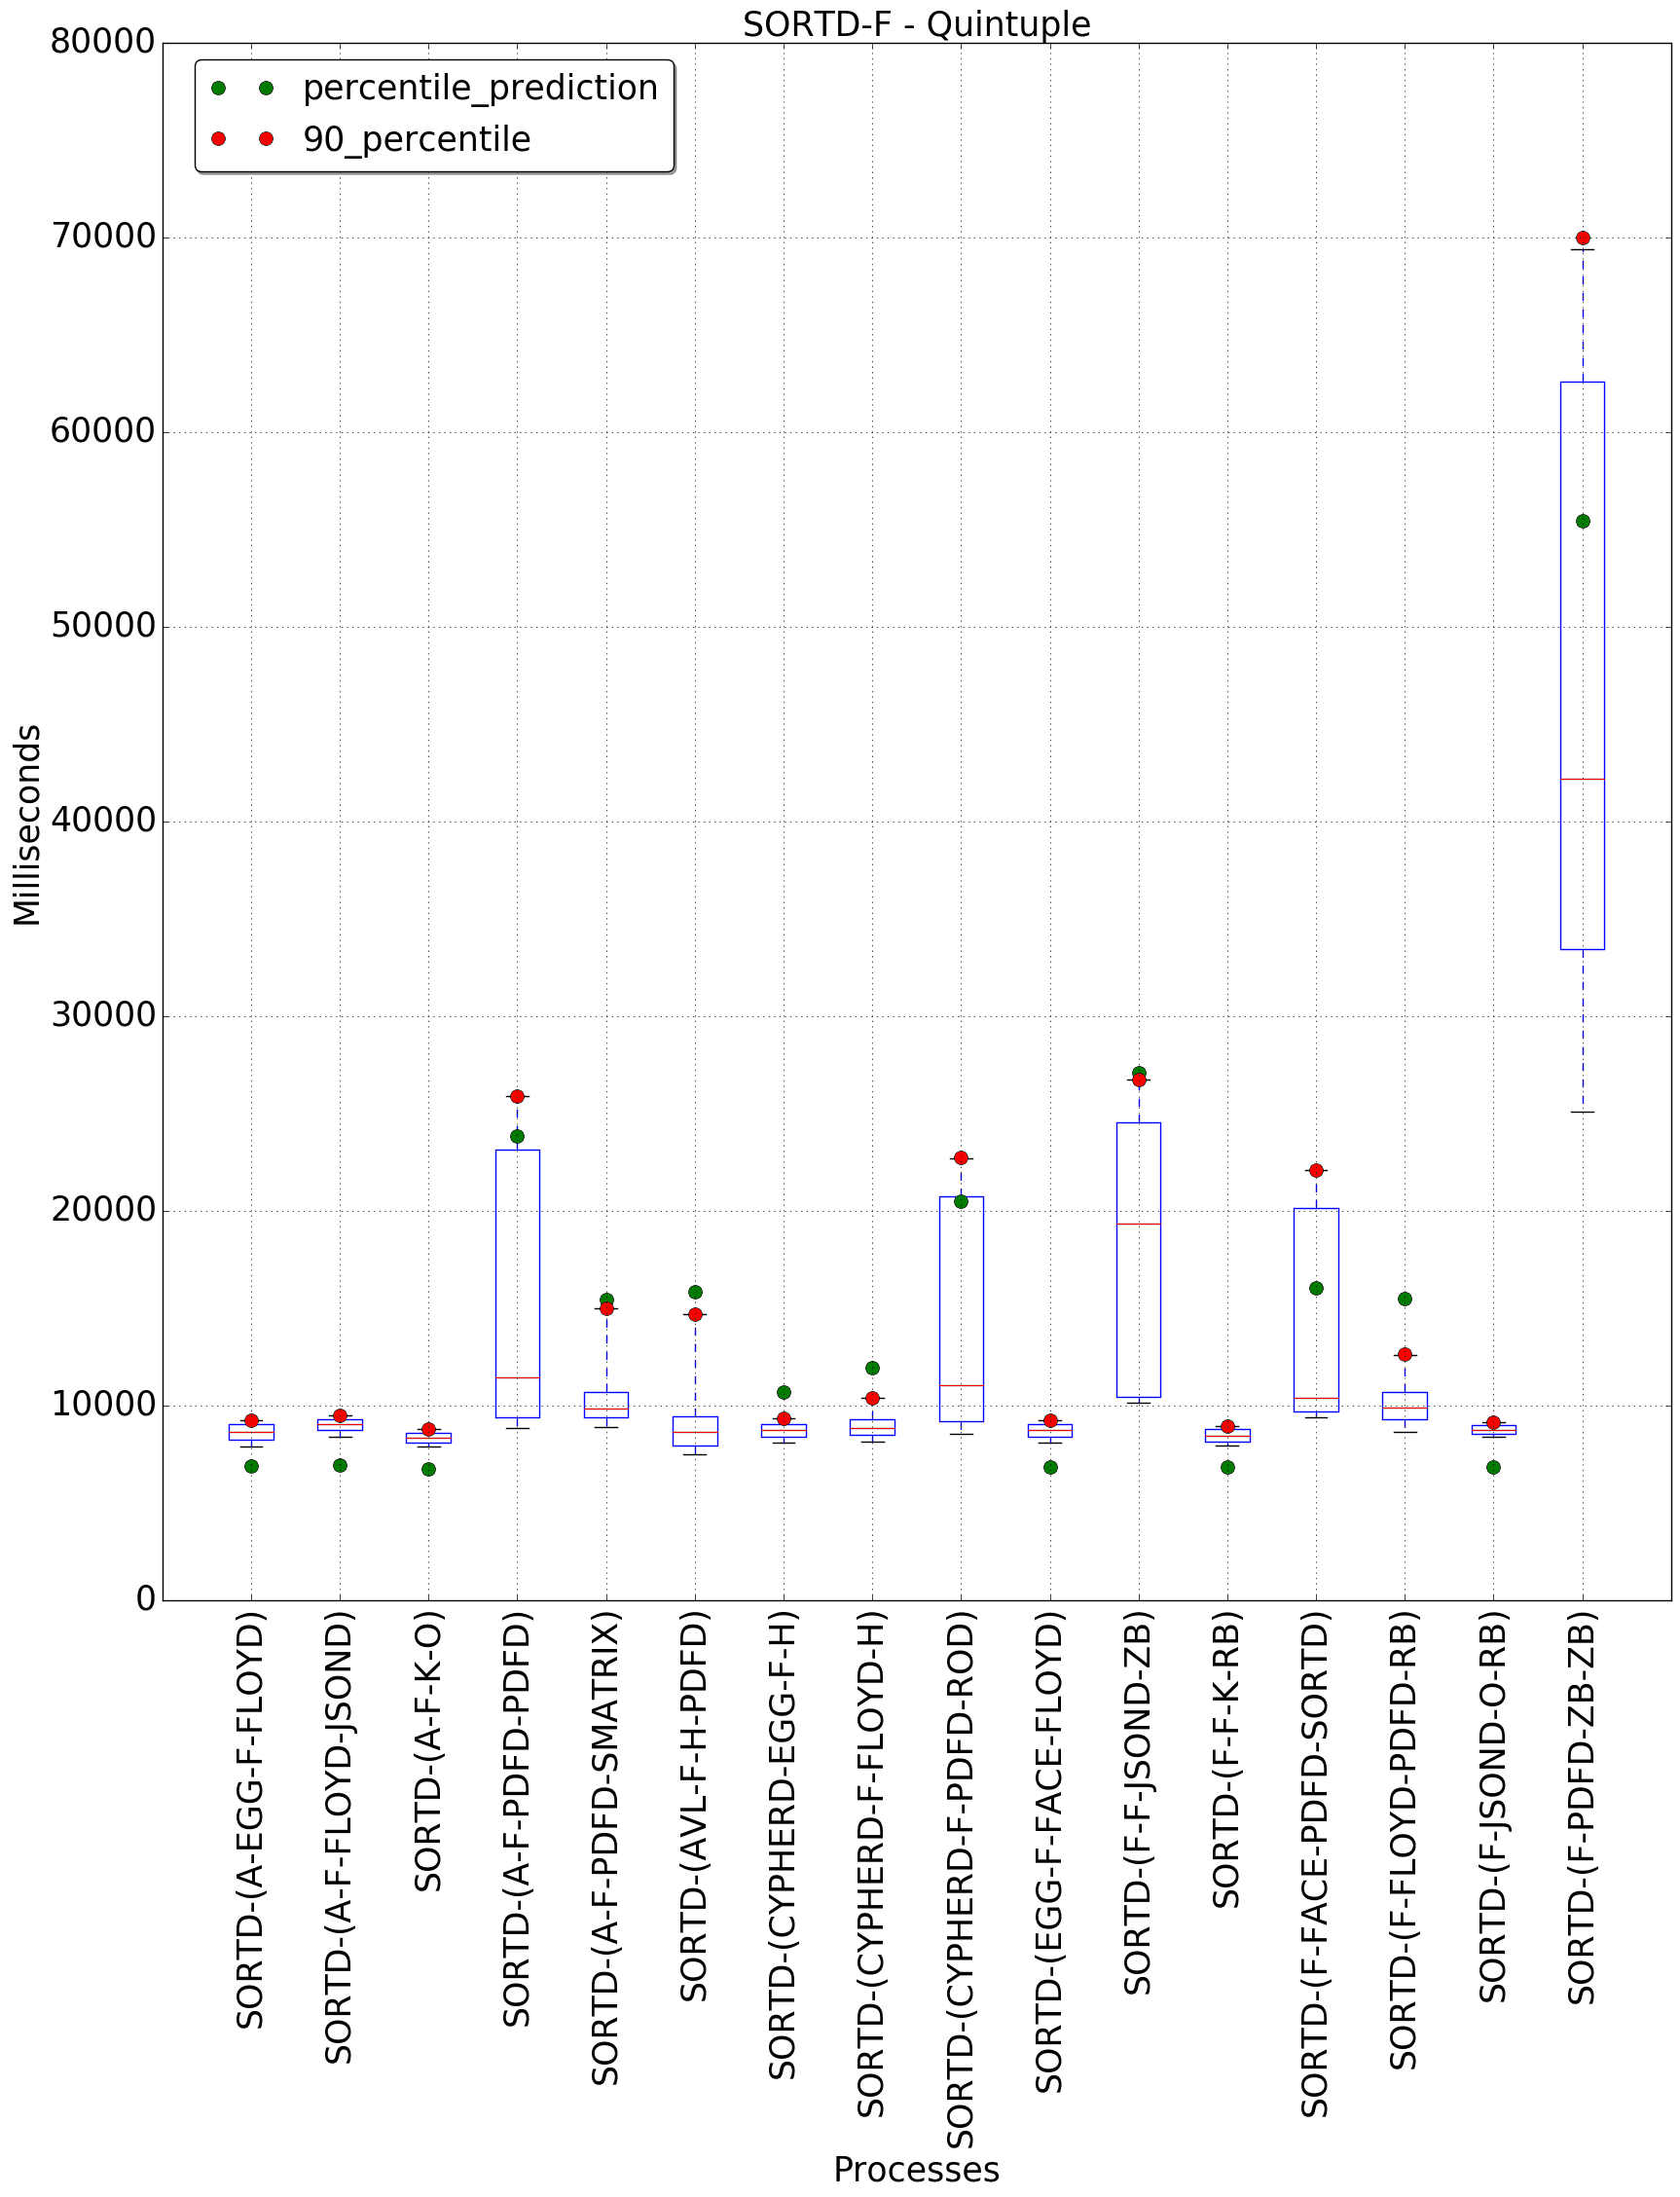 SORTD-F - Quintuple
percentile_prediction
90_percentile
80000
70000
60000
50000
40000
30000
20000
10000
0
Milliseconds
SORTD-(A-EGG-F-FLOYD)
SORTD-(A-F-FLOYD-JSOND)
SORTD-(A-F-K-O)
SORTD-(A-F-PDFD-PDFD)
SORTD-(A-F-PDFD-SMATRIX)
SORTD-(AVL-F-H-PDFD)
SORTD-(CYPHERD-EGG-F-H)
SORTD-(CYPHERD-F-FLOYD-H)
SORTD-(CYPHERD-F-PDFD-ROD)
SORTD-(EGG-F-FACE-FLOYD)
SORTD-(F-F-JSOND-ZB)
SORTD-(F-F-K-RB)
SORTD-(F-FACE-PDFD-SORTD)
SORTD-(F-FLOYD-PDFD-RB)
SORTD-(F-JSOND-O-RB)
SORTD-(F-PDFD-ZB-ZB)
Processes